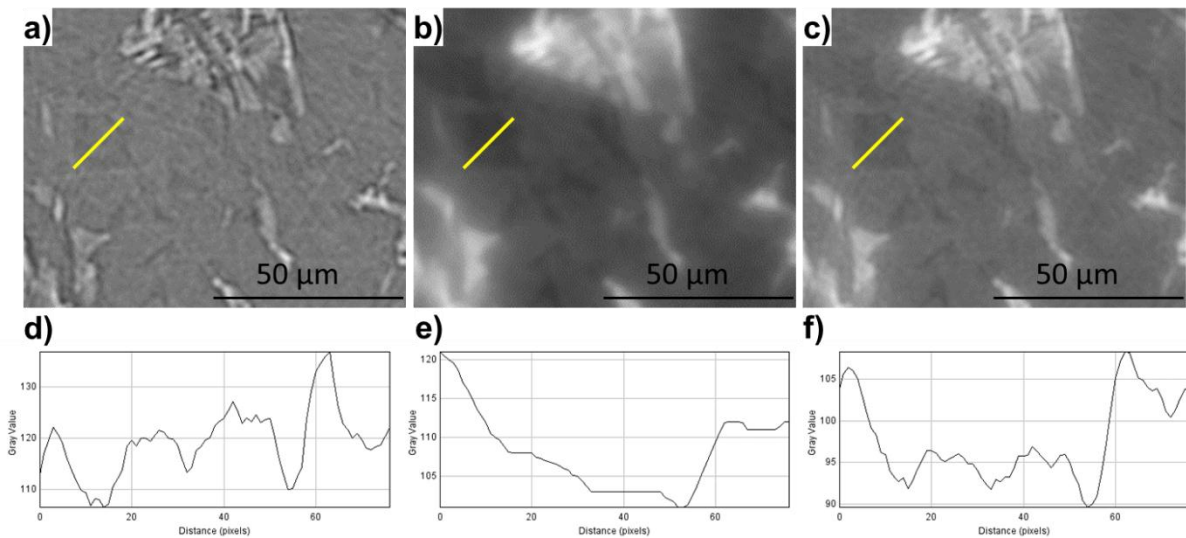 a)
b)
c)
50 µm
50 µm
50 µm
d)
e)
f)
130
120
110
Gray Value
0
20
40
60
Distance (pixels)
120
115
110
105
Gray Value
0
20
40
60
Distance (pixels)
105
100
95
90
Gray Value
0
20
40
60
Distance (pixels)